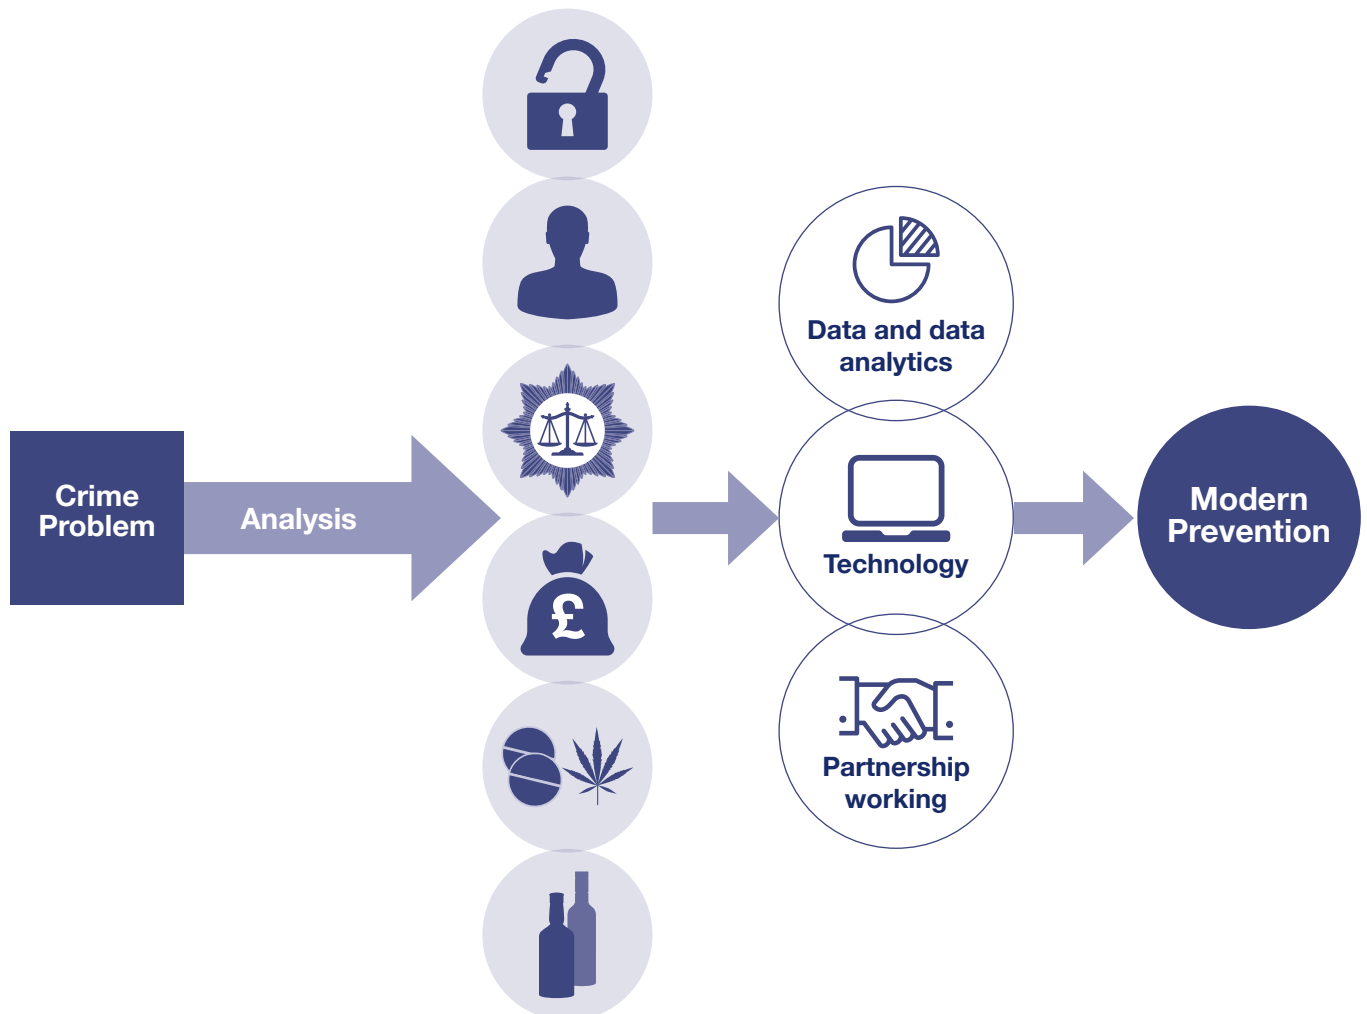 Crime
Problem
Analysis
£
Data and data
analytics
Technology
Partnership
working
Modern
Prevention